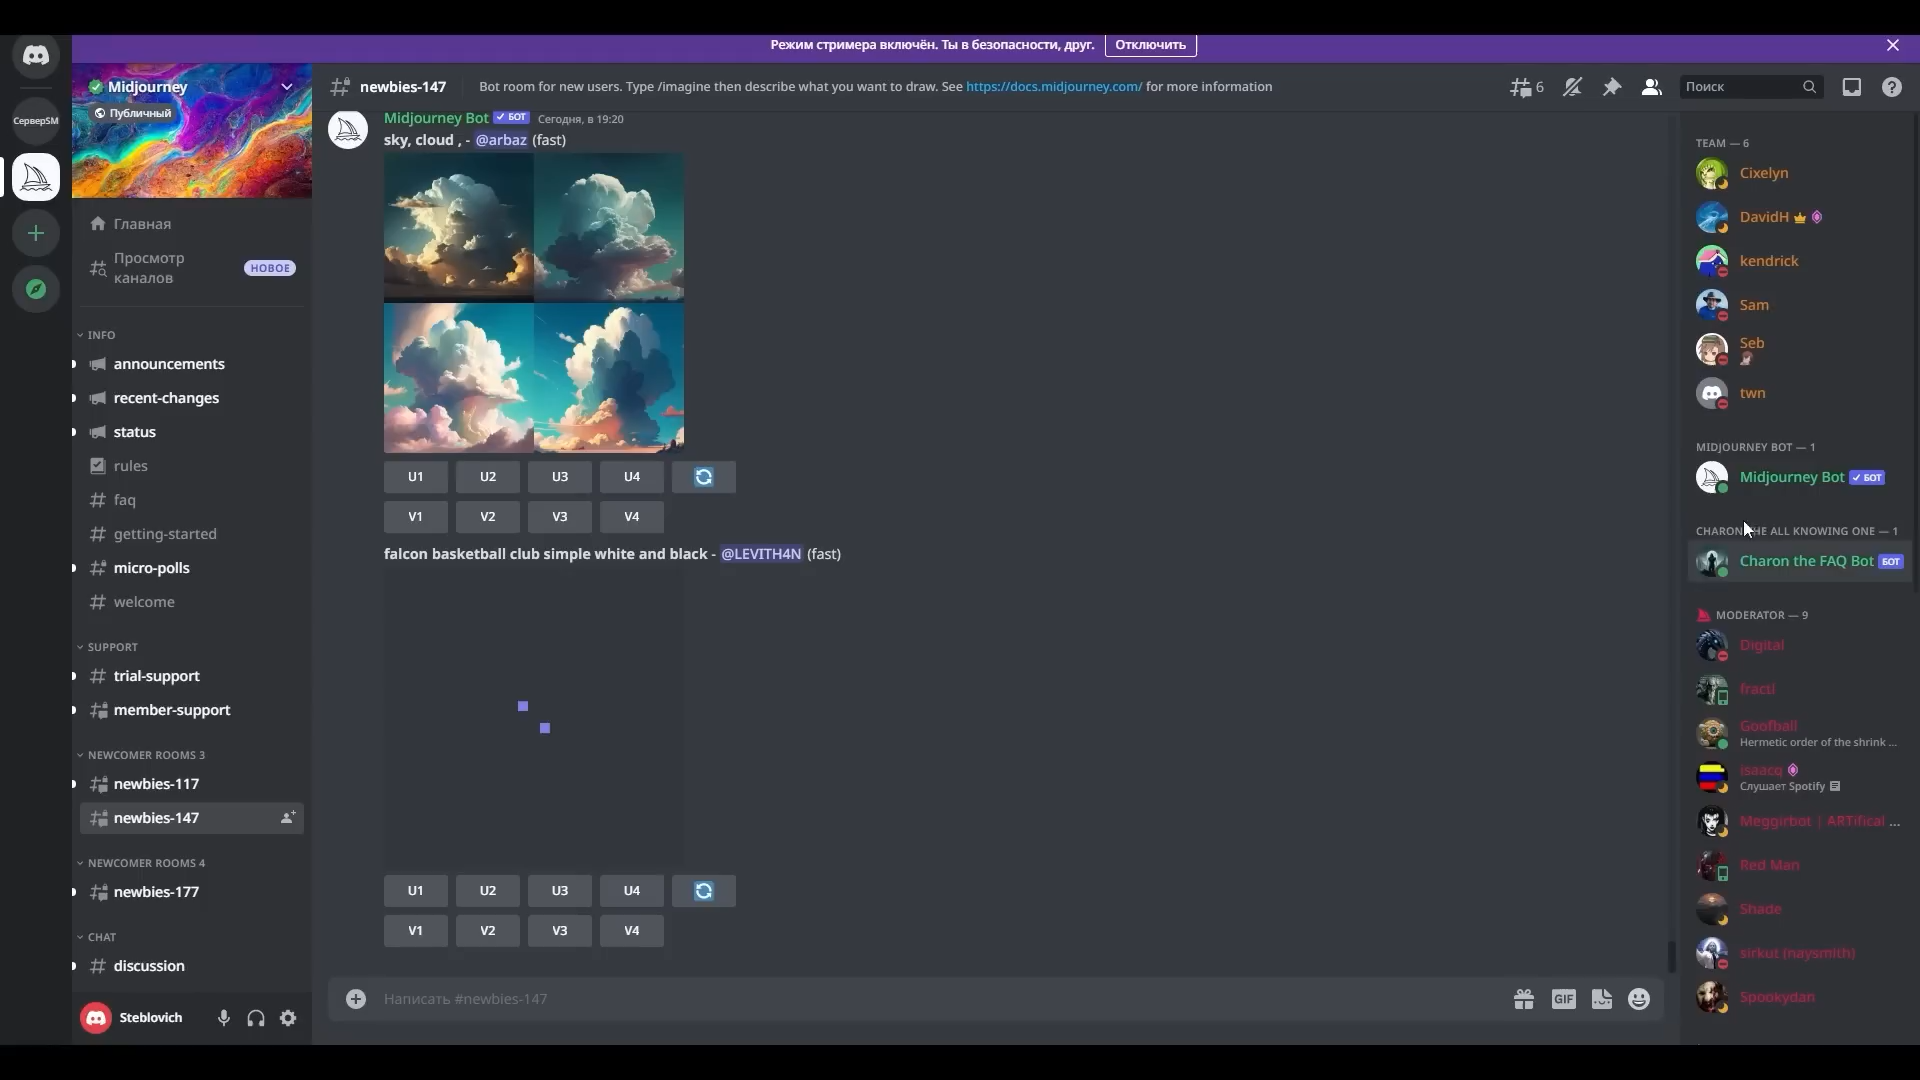 Режим стримера включён. Ты в безопасности, друг. Отключить
СерверSM
Midjourney
Публичный
Главная
Просмотр каналов
НОВОЕ
INFO
announcements
recent-changes
status
rules
faq
getting-started
micro-polls
welcome
SUPPORT
trial-support
member-support
NEWCOMER ROOMS 3
newbies-117
newbies-147
NEWCOMER ROOMS 4
newbies-177
CHAT
discussion
Steblovich
newbies-147
Bot room for new users. Type /imagine then describe what you want to draw. See https://docs.midjourney.com/ for more information
6
Поиск
Midjourney Bot БОТ Сегодня, в 19:20
sky, cloud , - @arbaz (fast)
U1 U2 U3 U4
V1 V2 V3 V4
falcon basketball club simple white and black - @LEVITH4N (fast)
U1 U2 U3 U4
V1 V2 V3 V4
Написать #newbies-147
GIF
TEAM — 6
Cixelyn
DavidH
kendrick
Sam
Seb
twn
MIDJOURNEY BOT — 1
Midjourney Bot БОТ
CHARON THE ALL KNOWING ONE — 1
Charon the FAQ Bot БОТ
MODERATOR — 9
Digital
fractl
Goofball
Hermetic order of the shrink ...
isaacq
Слушает Spotify
Meggirbot | ARTifical ...
Red Man
Shade
sirkut (naysmith)
Spookydan